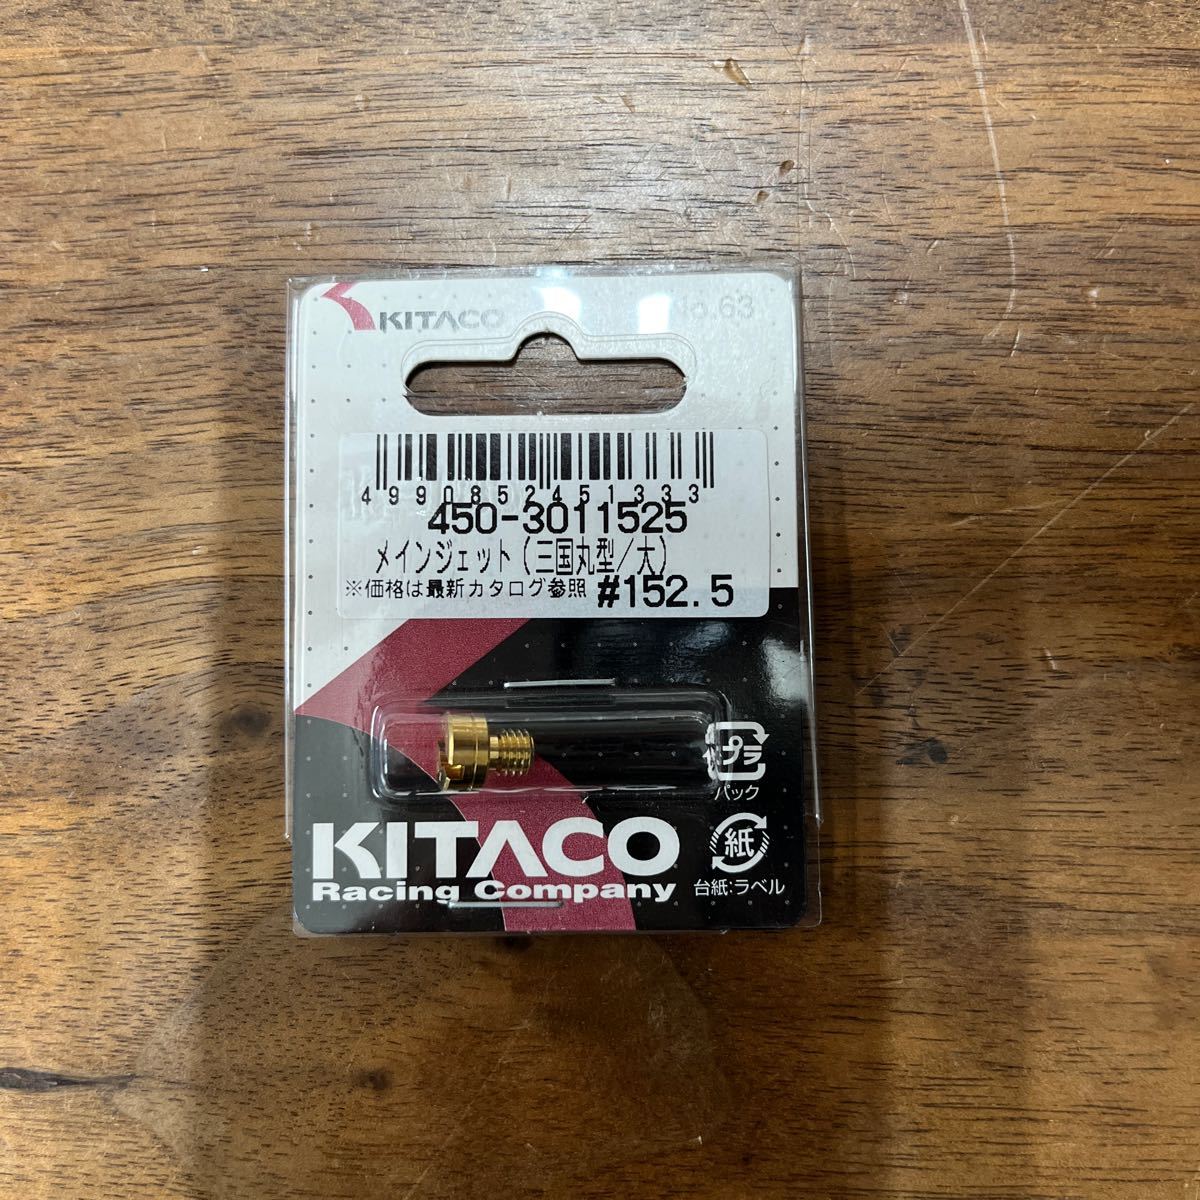 KITACO No.63
4990852451333
450-3011525
メインジェット(三国丸型/大)
※価格は最新カタログ参照 #152.5
プラ
パック
KITACO
Racing Company
紙
台紙:ラベル